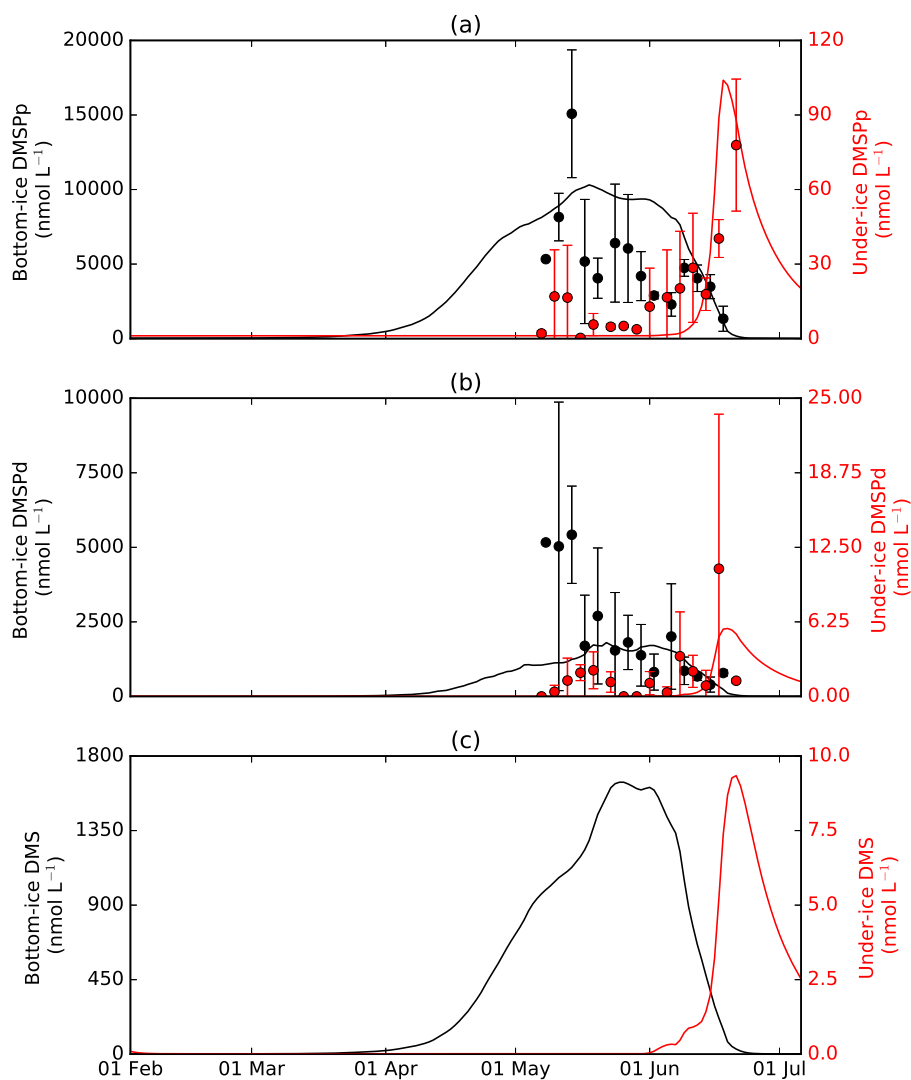 (a)
20000
15000
10000
5000
0
Bottom-ice DMSPp
(nmol L⁻¹)
120
90
60
30
0
Under-ice DMSPp
(nmol L⁻¹)
(b)
10000
7500
5000
2500
0
Bottom-ice DMSPd
(nmol L⁻¹)
25.00
18.75
12.50
6.25
0.00
Under-ice DMSPd
(nmol L⁻¹)
(c)
1800
1350
900
450
0
Bottom-ice DMS
(nmol L⁻¹)
10.0
7.5
5.0
2.5
0.0
Under-ice DMS
(nmol L⁻¹)
01 Feb 01 Mar 01 Apr 01 May 01 Jun 01 Jul